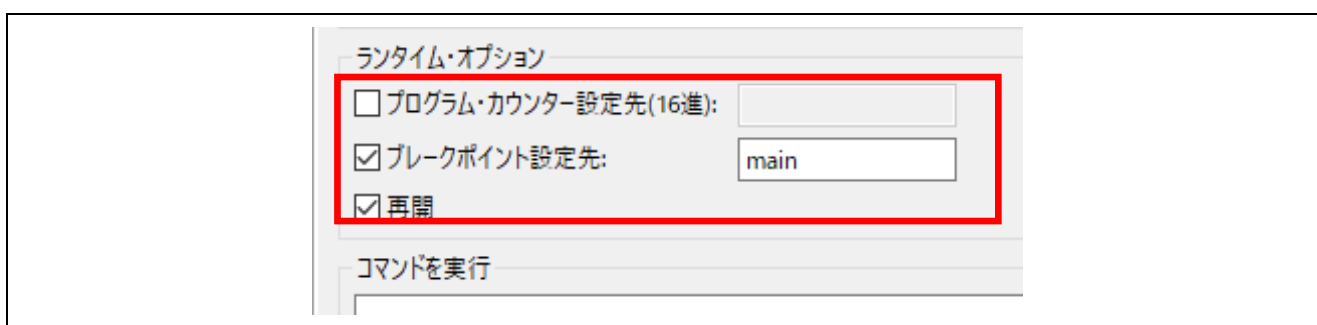 ランタイム・オプション
プログラム・カウンター設定先(16進):
ブレークポイント設定先: main
再開
コマンドを実行